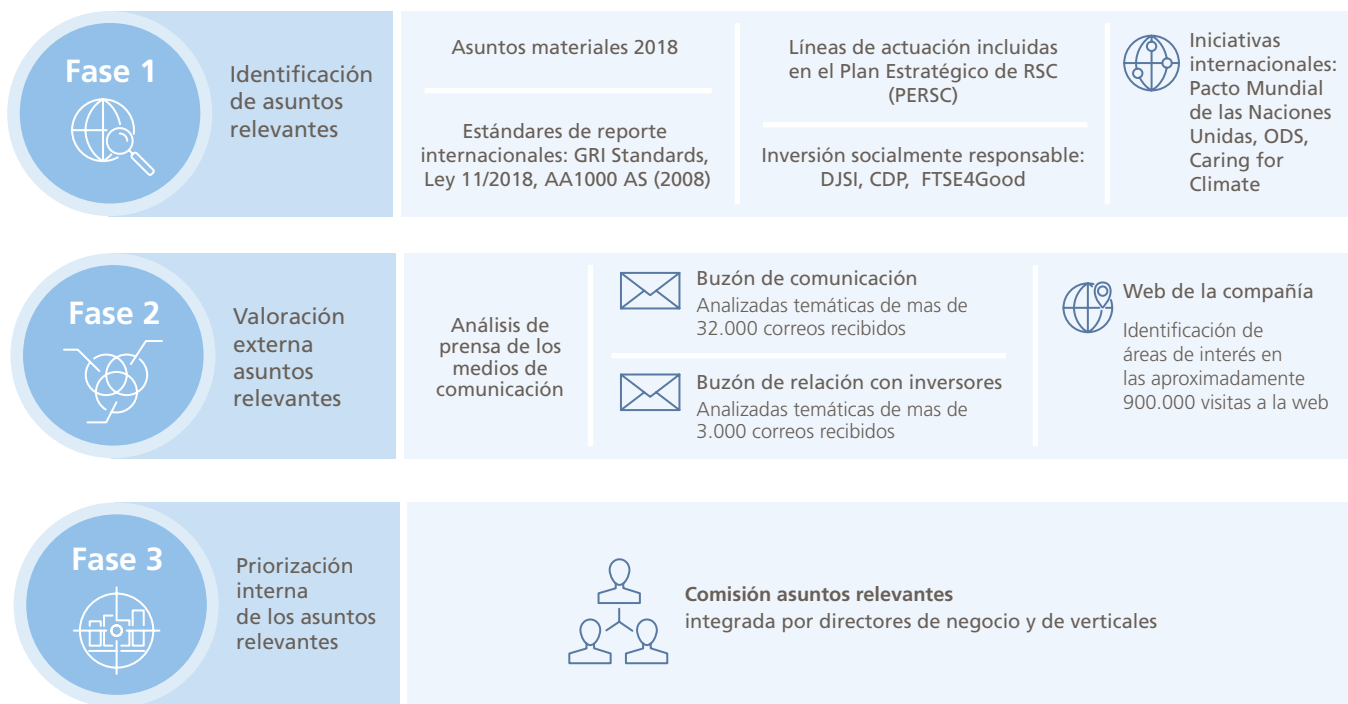 Fase 1
Identificación
de asuntos
relevantes
Asuntos materiales 2018
Estándares de reporte
internacionales: GRI Standards,
Ley 11/2018, AA1000 AS (2008)
Líneas de actuación incluidas
en el Plan Estratégico de RSC
(PERSC)
Inversión socialmente responsable:
DJSI, CDP, FTSE4Good
Iniciativas
internacionales:
Pacto Mundial
de las Naciones
Unidas, ODS,
Caring for
Climate
Fase 2
Valoración
externa
asuntos
relevantes
Análisis de
prensa de los
medios de
comunicación
Buzón de comunicación
Analizadas temáticas de mas de
32.000 correos recibidos
Buzón de relación con inversores
Analizadas temáticas de mas de
3.000 correos recibidos
Web de la compañía
Identificación de
áreas de interés en
las aproximadamente
900.000 visitas a la web
Fase 3
Priorización
interna
de los asuntos
relevantes
Comisión asuntos relevantes
integrada por directores de negocio y de verticales